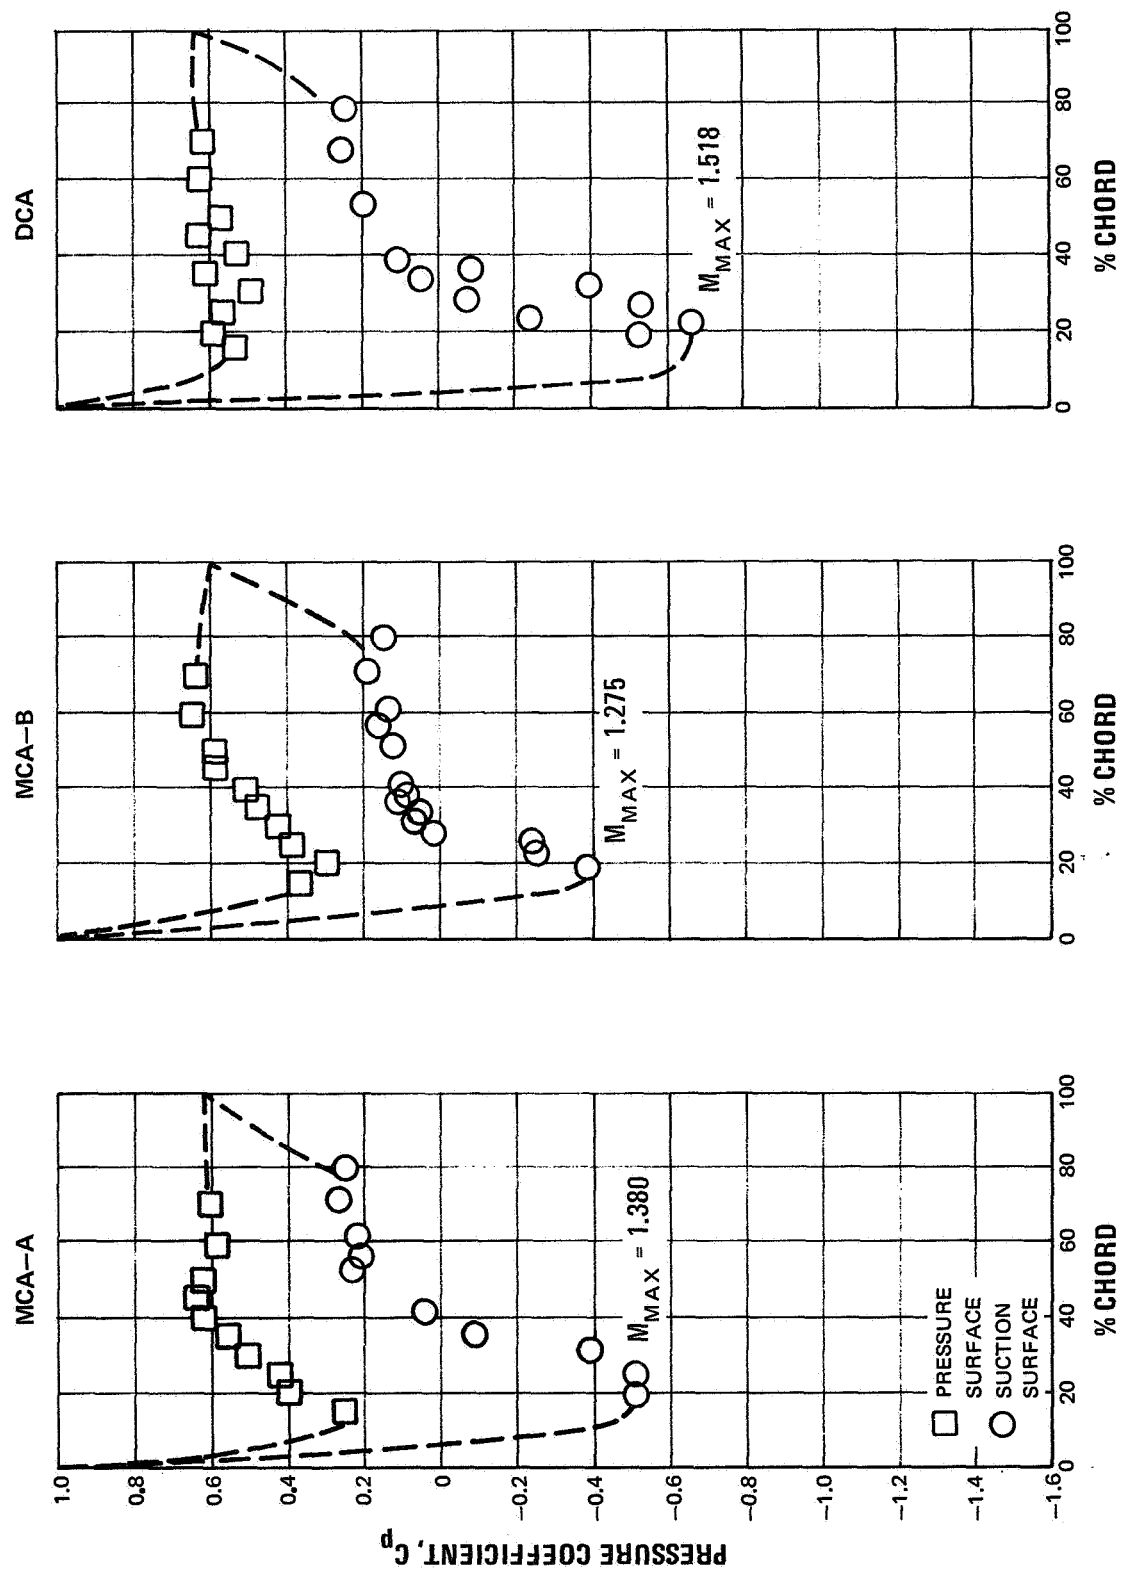 MCA–A
MCA–B
DCA
PRESSURE COEFFICIENT, Cp
1.0
0.8
0.6
0.4
0.2
0
–0.2
–0.4
–0.6
–0.8
–1.0
–1.2
–1.4
–1.6
MMAX = 1.380
PRESSURE
SURFACE
SUCTION
SURFACE
0 20 40 60 80 100
% CHORD
MMAX = 1.275
0 20 40 60 80 100
% CHORD
MMAX = 1.518
0 20 40 60 80 100
% CHORD